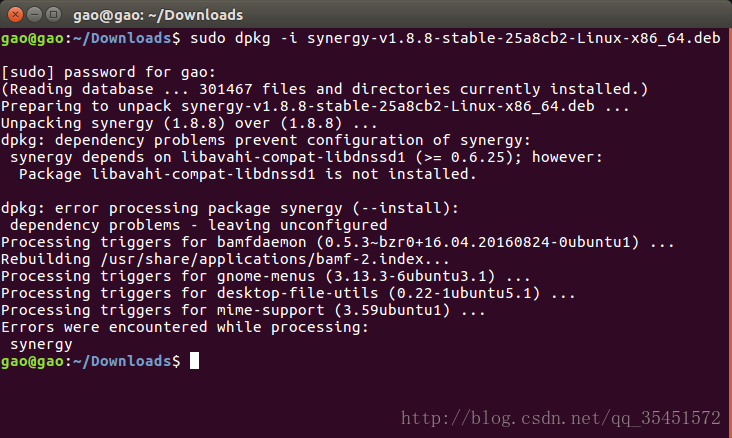 gao@gao: ~/Downloads
gao@gao:~/Downloads$ sudo dpkg -i synergy-v1.8.8-stable-25a8cb2-Linux-x86_64.deb
[sudo] password for gao:
(Reading database ... 301467 files and directories currently installed.)
Preparing to unpack synergy-v1.8.8-stable-25a8cb2-Linux-x86_64.deb ...
Unpacking synergy (1.8.8) over (1.8.8) ...
dpkg: dependency problems prevent configuration of synergy:
 synergy depends on libavahi-compat-libdnssd1 (>= 0.6.25); however:
  Package libavahi-compat-libdnssd1 is not installed.
dpkg: error processing package synergy (--install):
 dependency problems - leaving unconfigured
Processing triggers for bamfdaemon (0.5.3~bzr0+16.04.20160824-0ubuntu1) ...
Rebuilding /usr/share/applications/bamf-2.index...
Processing triggers for gnome-menus (3.13.3-6ubuntu3.1) ...
Processing triggers for desktop-file-utils (0.22-1ubuntu5.1) ...
Processing triggers for mime-support (3.59ubuntu1) ...
Errors were encountered while processing:
 synergy
gao@gao:~/Downloads$
http://blog.csdn.net/qq_35451572